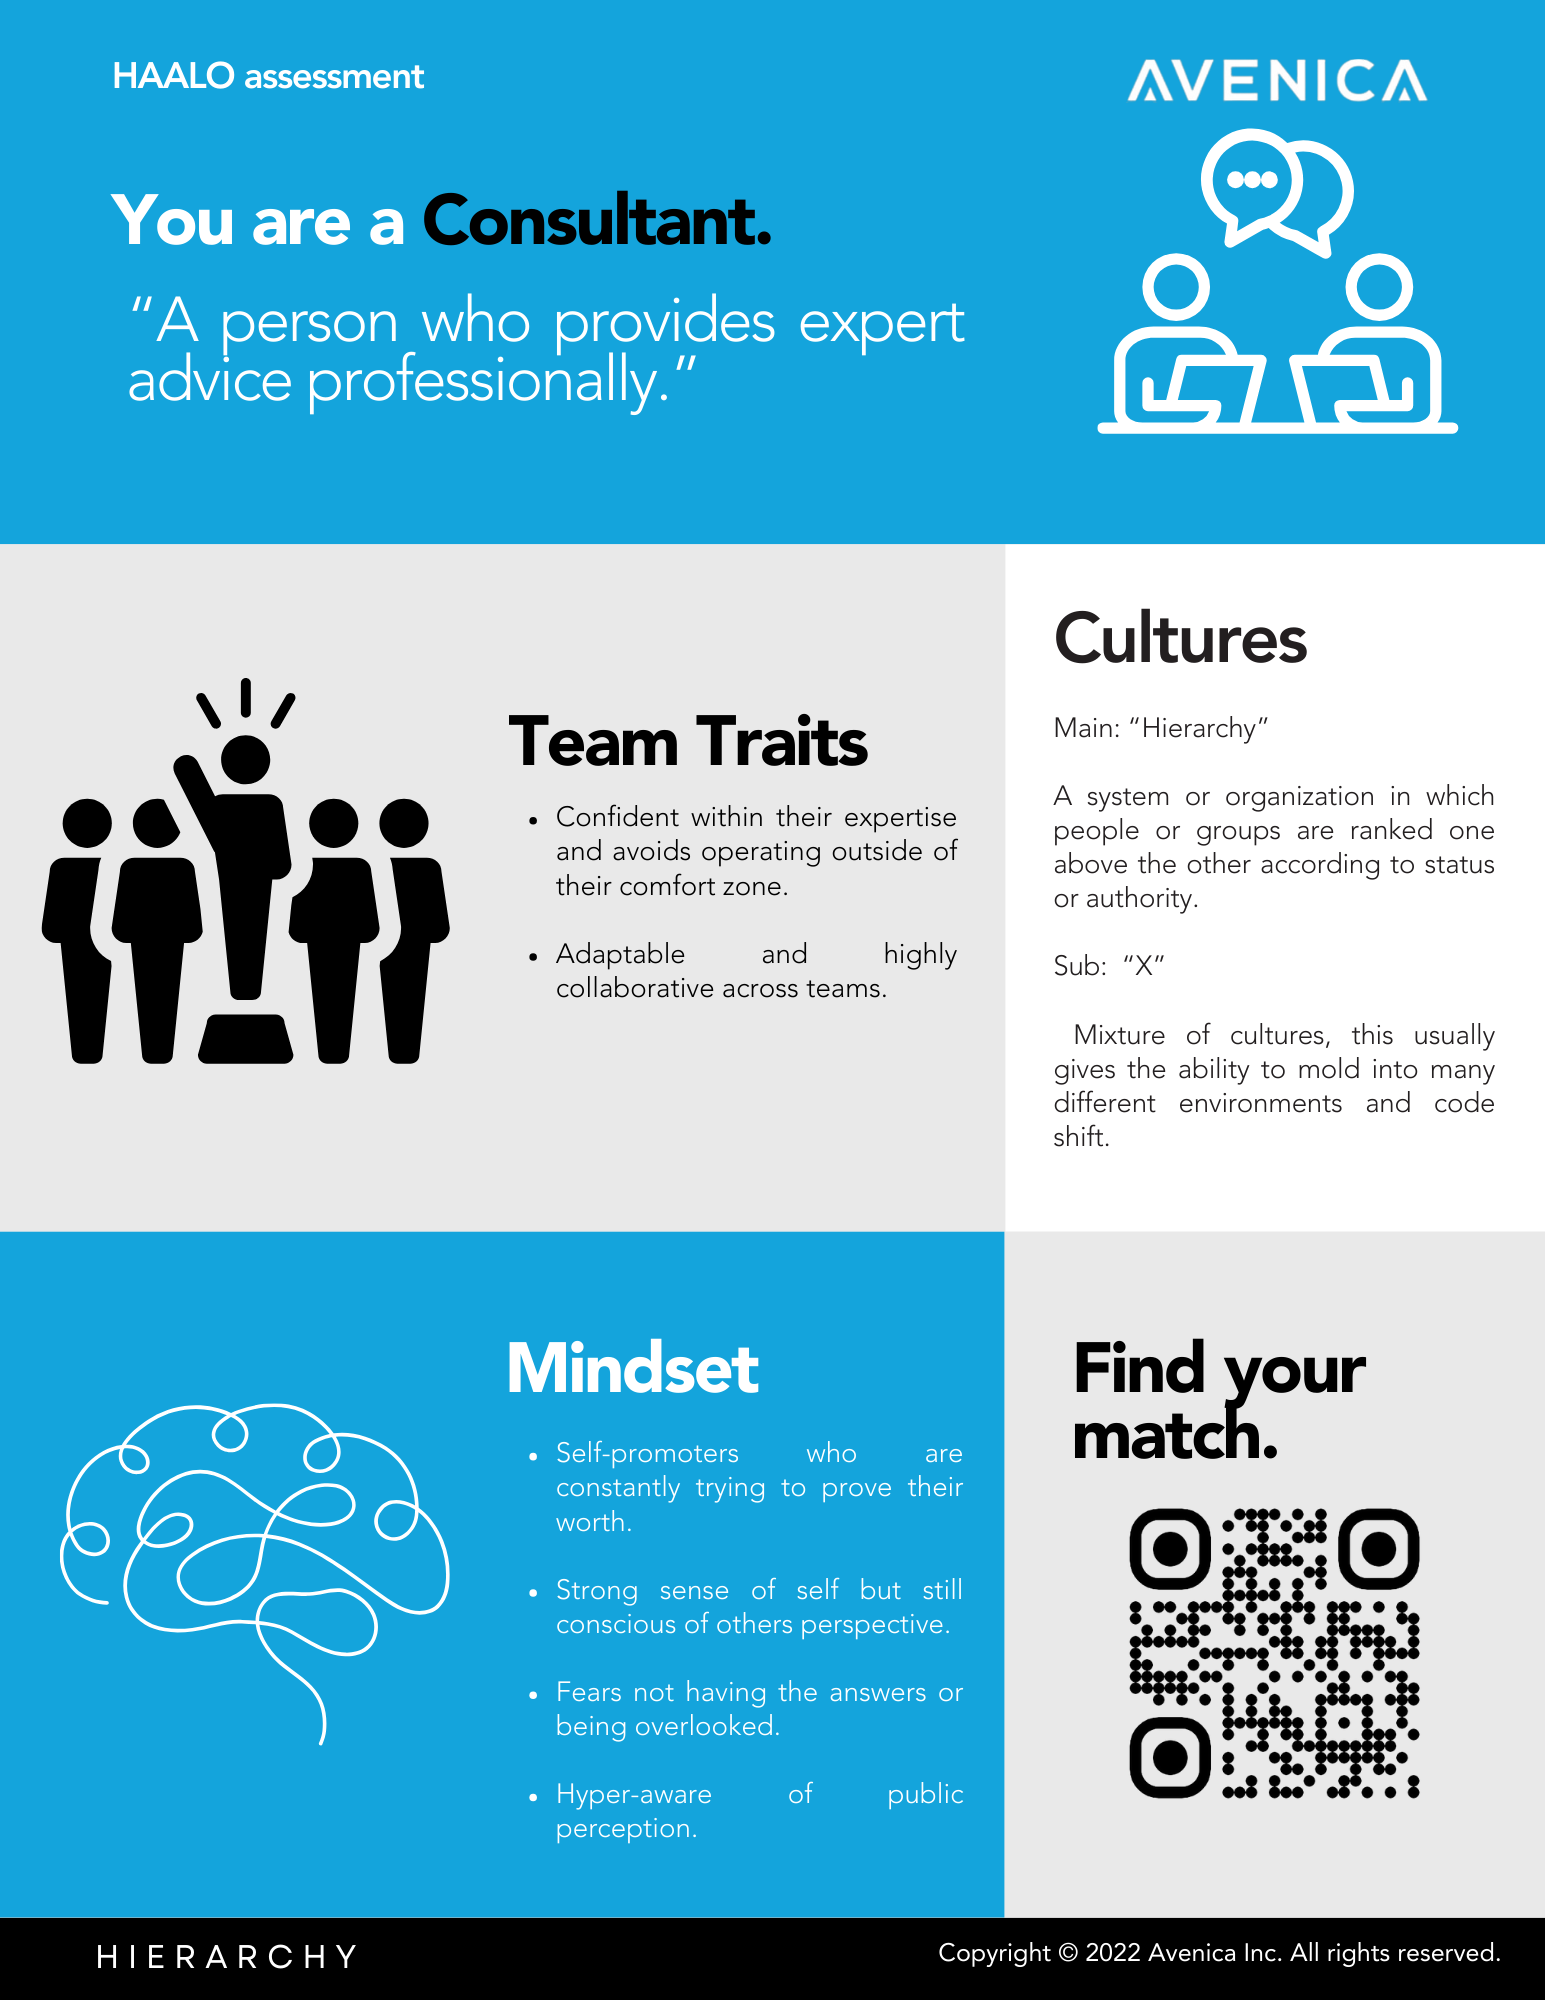 HAALO assessment
AVENICA
You are a Consultant.
“A person who provides expert
advice professionally.”
Team Traits
• Confident within their expertise
and avoids operating outside of
their comfort zone.
• Adaptable and highly
collaborative across teams.
Cultures
Main: “Hierarchy”
A system or organization in which
people or groups are ranked one
above the other according to status
or authority.
Sub: “X”
Mixture of cultures, this usually
gives the ability to mold into many
different environments and code
shift.
Mindset
• Self-promoters who are
constantly trying to prove their
worth.
• Strong sense of self but still
conscious of others perspective.
• Fears not having the answers or
being overlooked.
• Hyper-aware of public
perception.
Find your
match.
HIERARCHY
Copyright © 2022 Avenica Inc. All rights reserved.